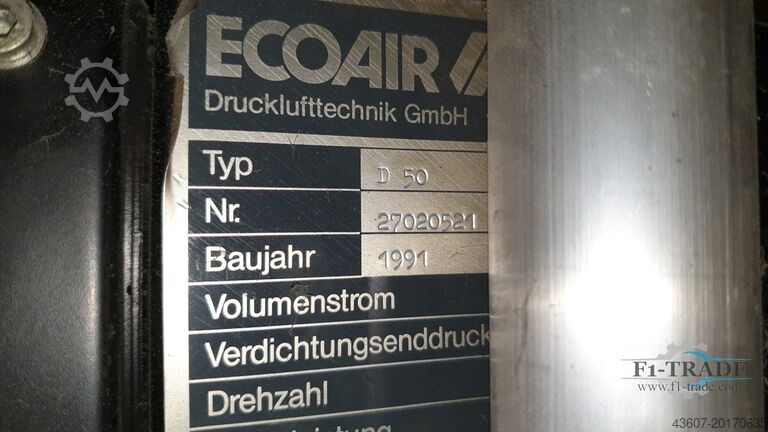 ECOAIR
Drucklufttechnik GmbH
Typ D 50
Nr. 27020521
Baujahr 1991
Volumenstrom
Verdichtungsenddruck
Drehzahl
F1-TRADE
www.f1-trade.com
43607-20170635